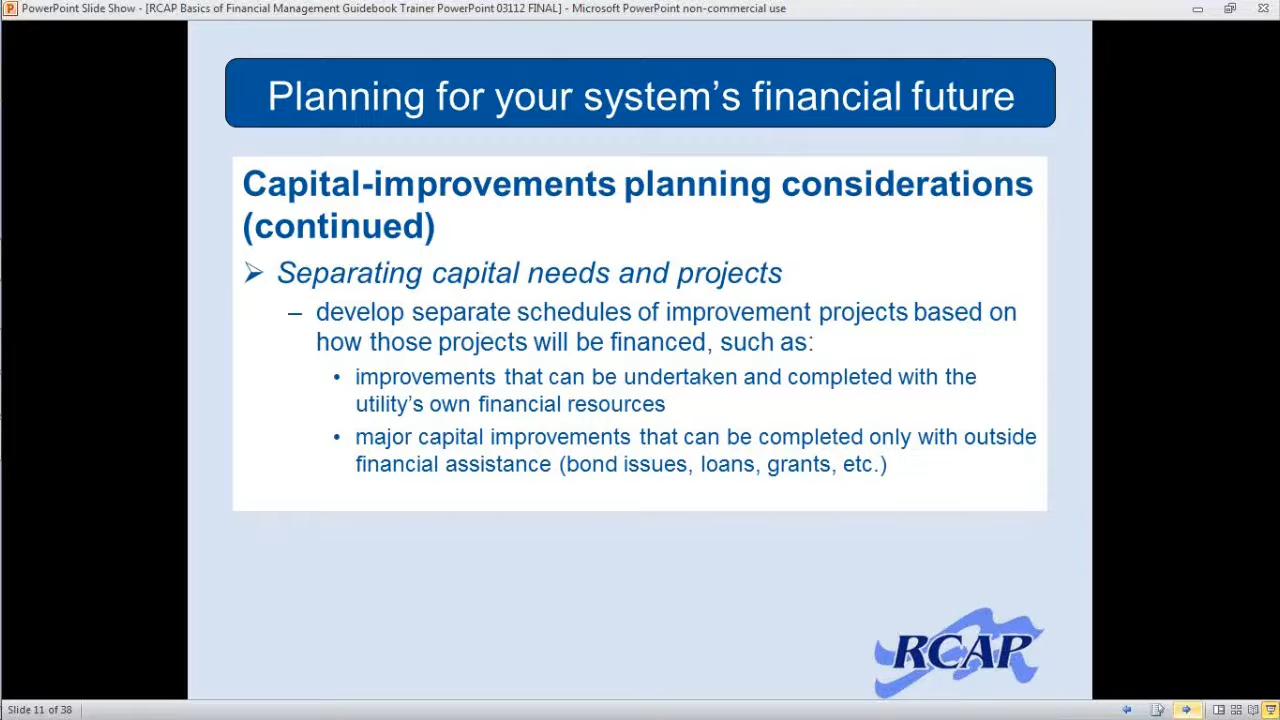 PowerPoint Slide Show - [RCAP Basics of Financial Management Guidebook Trainer PowerPoint 03112 FINAL] - Microsoft PowerPoint non-commercial use
Planning for your system’s financial future
Capital-improvements planning considerations
(continued)
➢ Separating capital needs and projects
– develop separate schedules of improvement projects based on
how those projects will be financed, such as:
• improvements that can be undertaken and completed with the
utility’s own financial resources
• major capital improvements that can be completed only with outside
financial assistance (bond issues, loans, grants, etc.)
RCAP
Slide 11 of 38